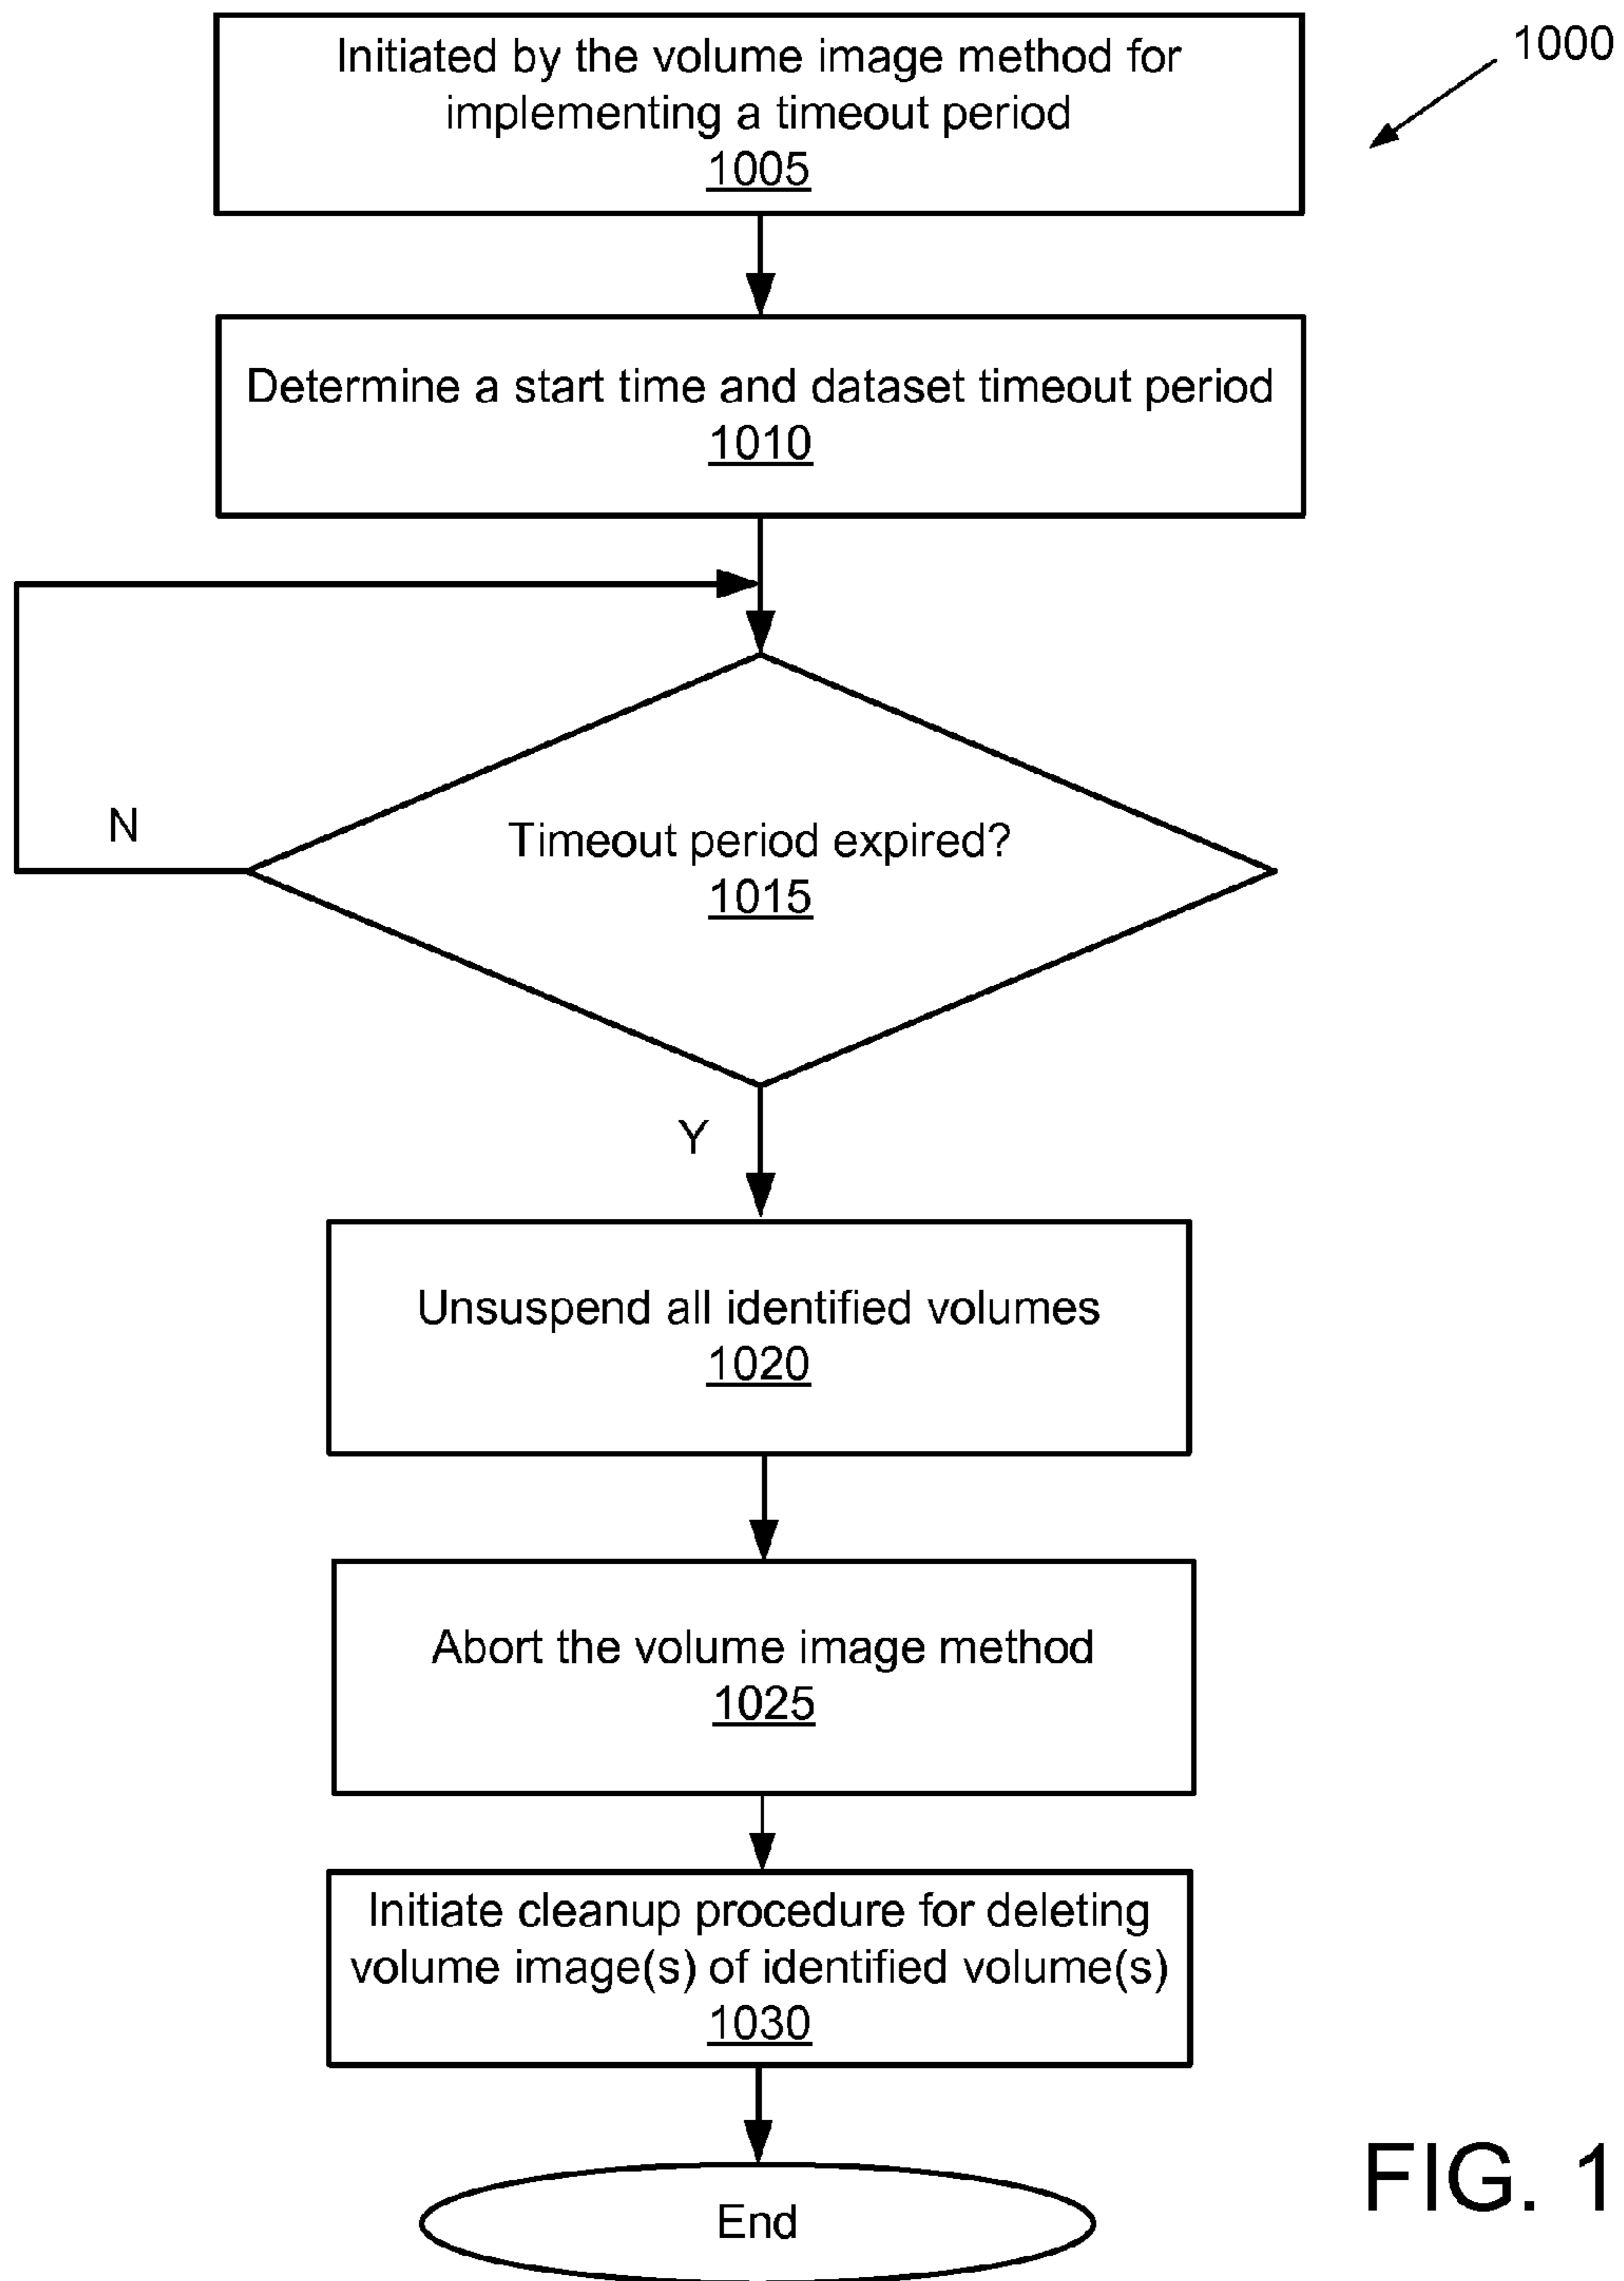 Initiated by the volume image method for
implementing a timeout period
1005
1000
Determine a start time and dataset timeout period
1010
N
Timeout period expired?
1015
Y
Unsuspend all identified volumes
1020
Abort the volume image method
1025
Initiate cleanup procedure for deleting
volume image(s) of identified volume(s)
1030
End
FIG. 1